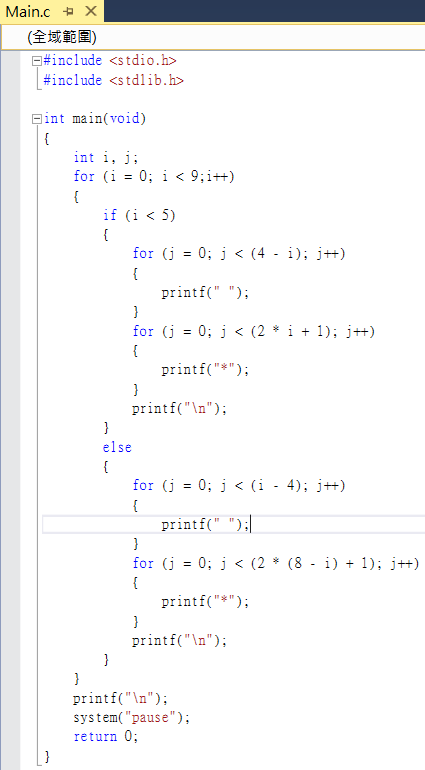 Main.c
(全域範圍)
#include <stdio.h>
#include <stdlib.h>
int main(void)
{
    int i, j;
    for (i = 0; i < 9;i++)
    {
        if (i < 5)
        {
            for (j = 0; j < (4 - i); j++)
            {
                printf(" ");
            }
            for (j = 0; j < (2 * i + 1); j++)
            {
                printf("*");
            }
            printf("\n");
        }
        else
        {
            for (j = 0; j < (i - 4); j++)
            {
                printf(" ");
            }
            for (j = 0; j < (2 * (8 - i) + 1); j++)
            {
                printf("*");
            }
            printf("\n");
        }
    }
    printf("\n");
    system("pause");
    return 0;
}